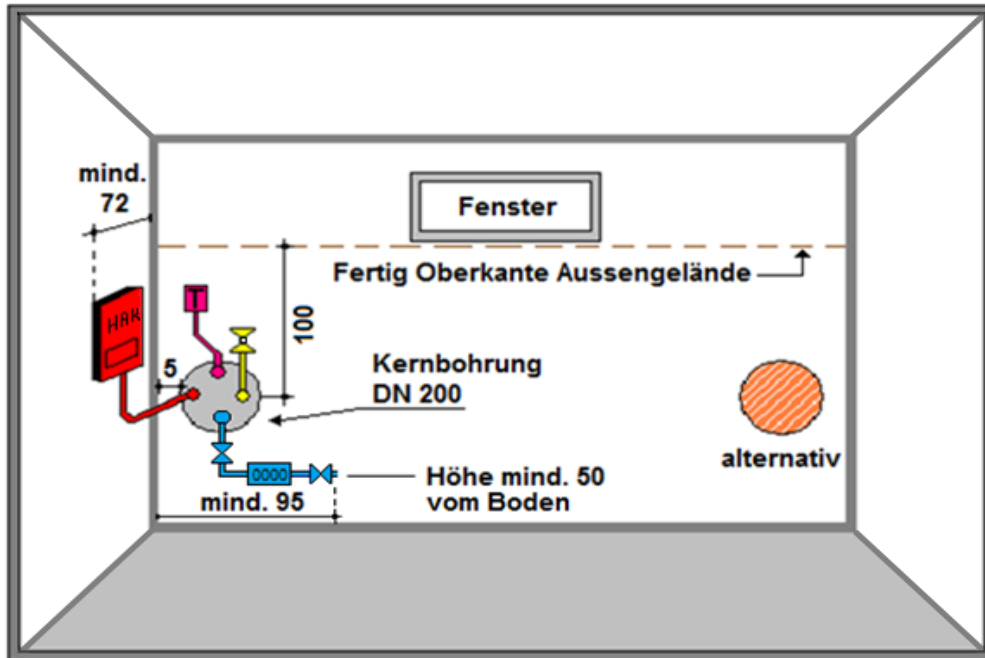 mind.
72
Fenster
Fertig Oberkante Aussengelände
T
HAK
100
5
Kernbohrung
DN 200
0000
alternativ
Höhe mind. 50
vom Boden
mind. 95